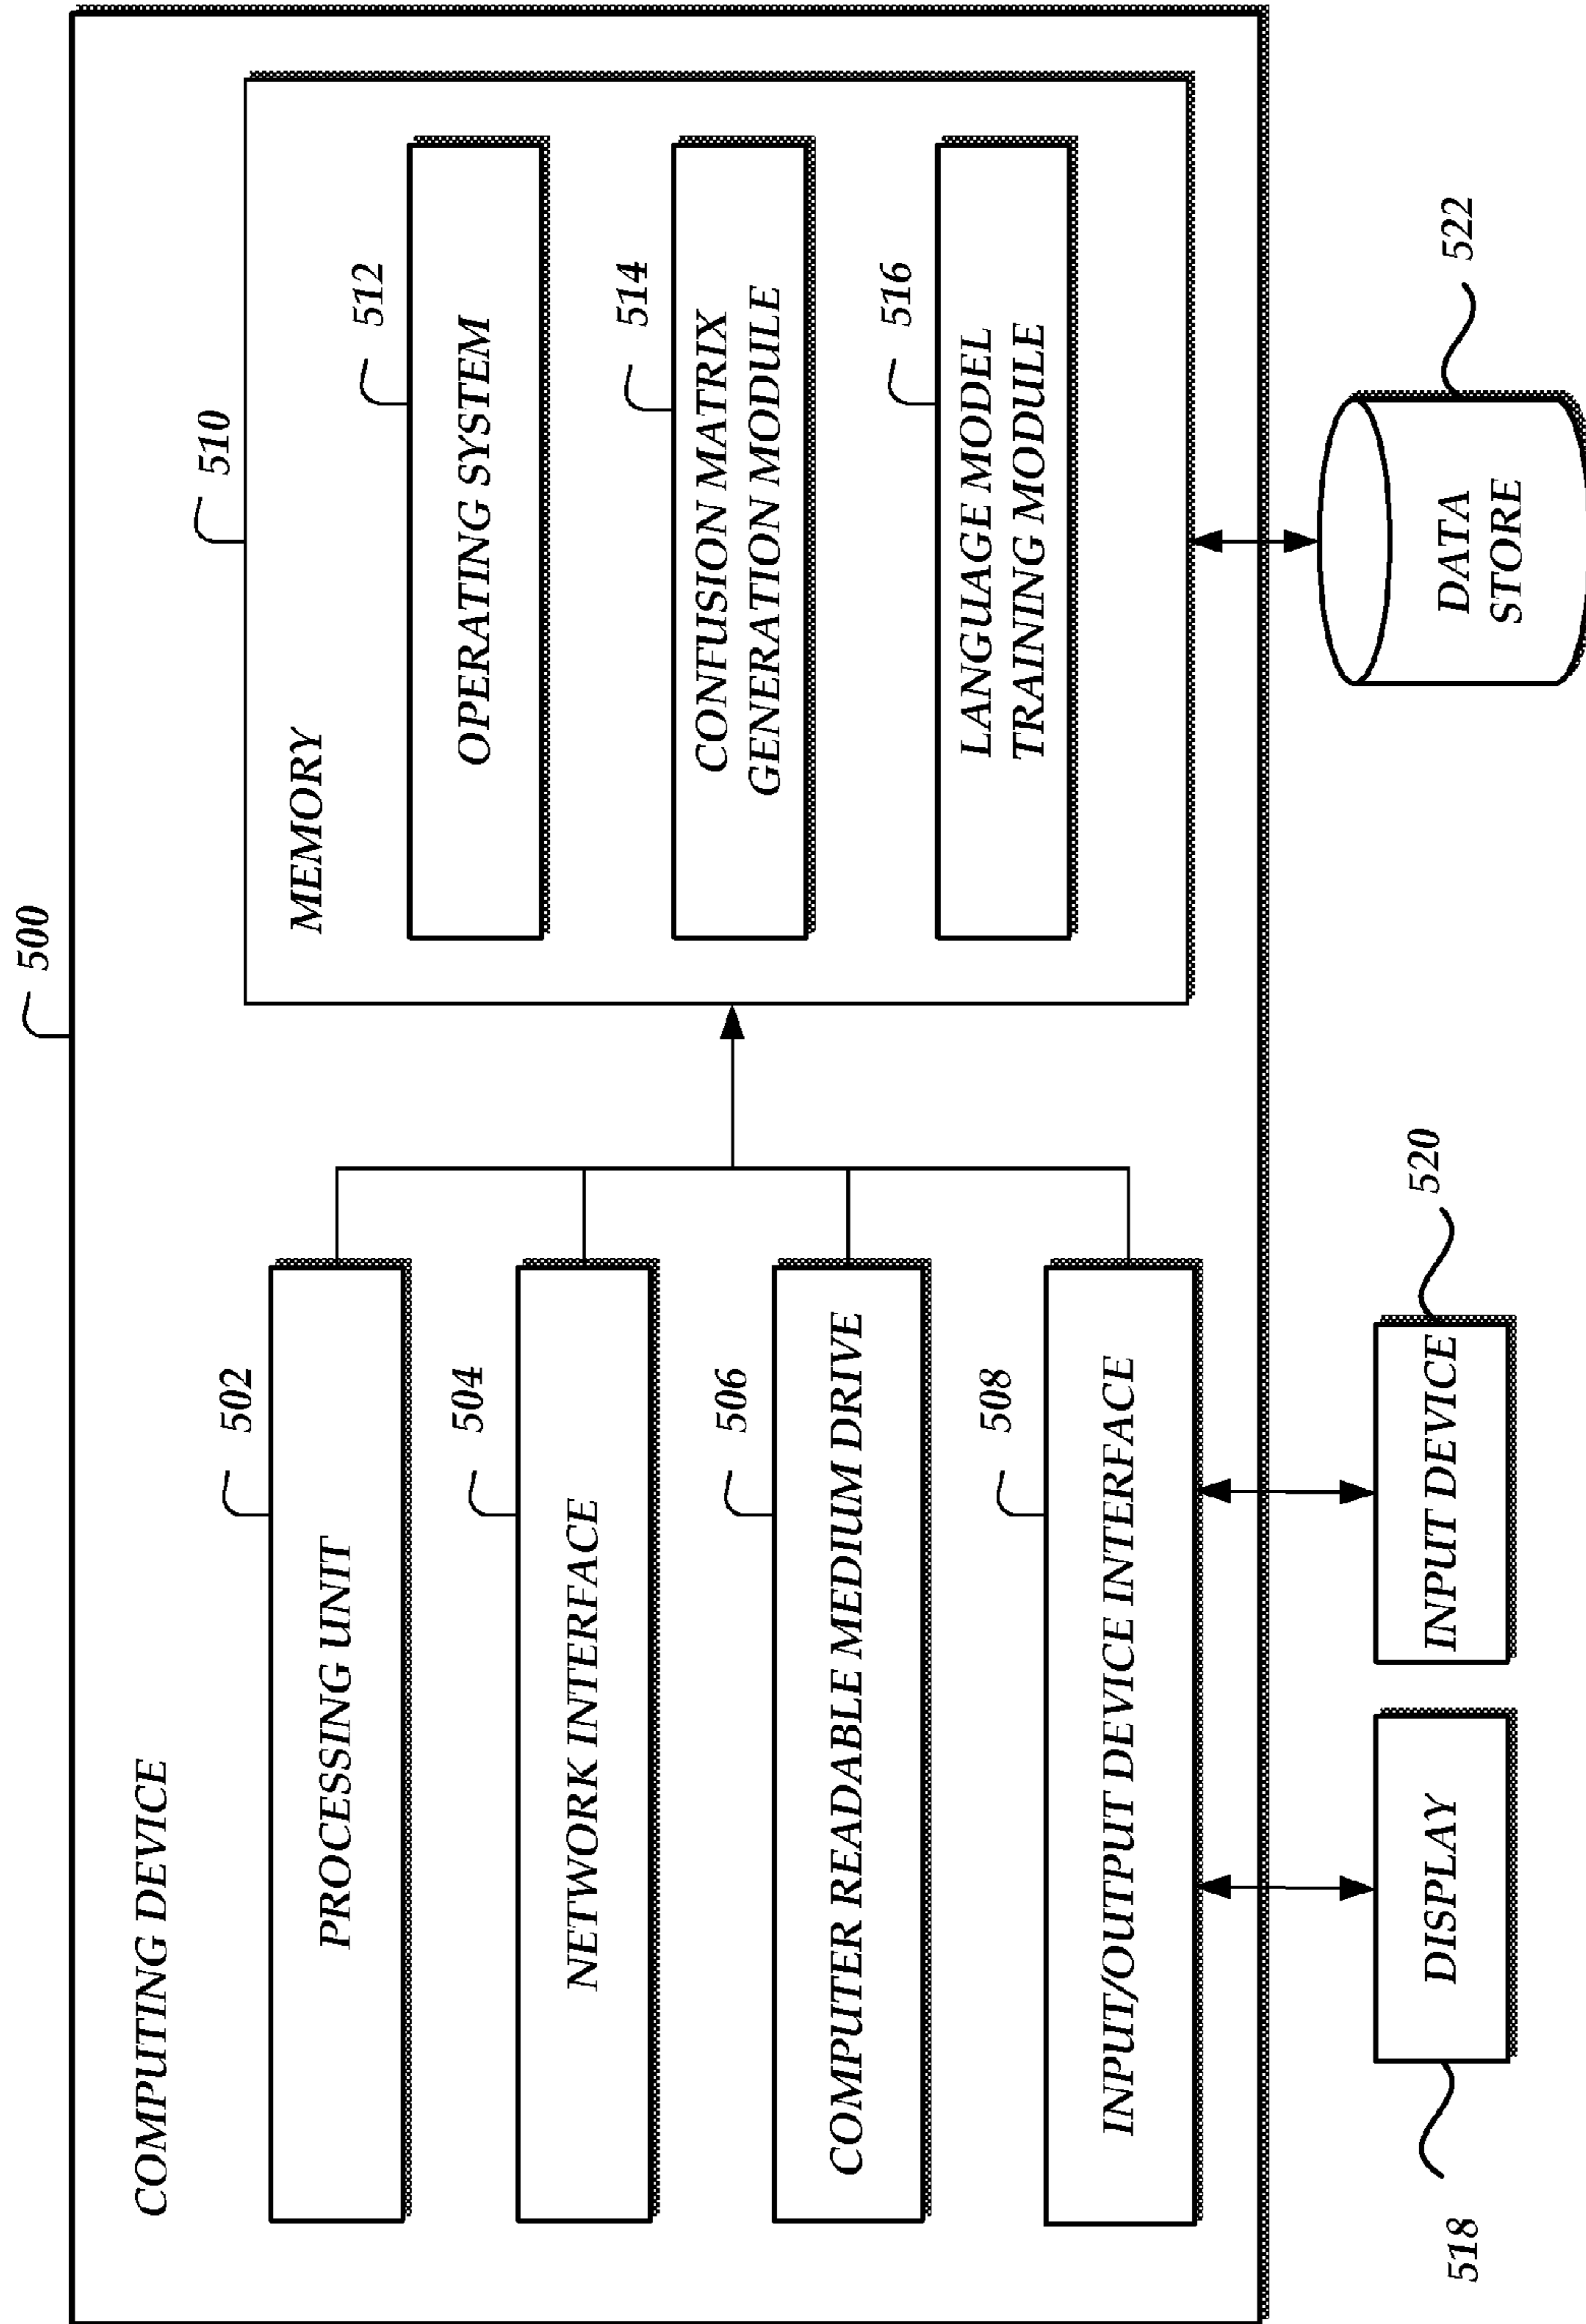 500
COMPUTING DEVICE
510
MEMORY
502
PROCESSING UNIT
504
NETWORK INTERFACE
506
COMPUTER READABLE MEDIUM DRIVE
508
INPUT/OUTPUT DEVICE INTERFACE
512
OPERATING SYSTEM
514
CONFUSION MATRIX
GENERATION MODULE
516
LANGUAGE MODEL
TRAINING MODULE
518
DISPLAY
520
INPUT DEVICE
522
DATA
STORE